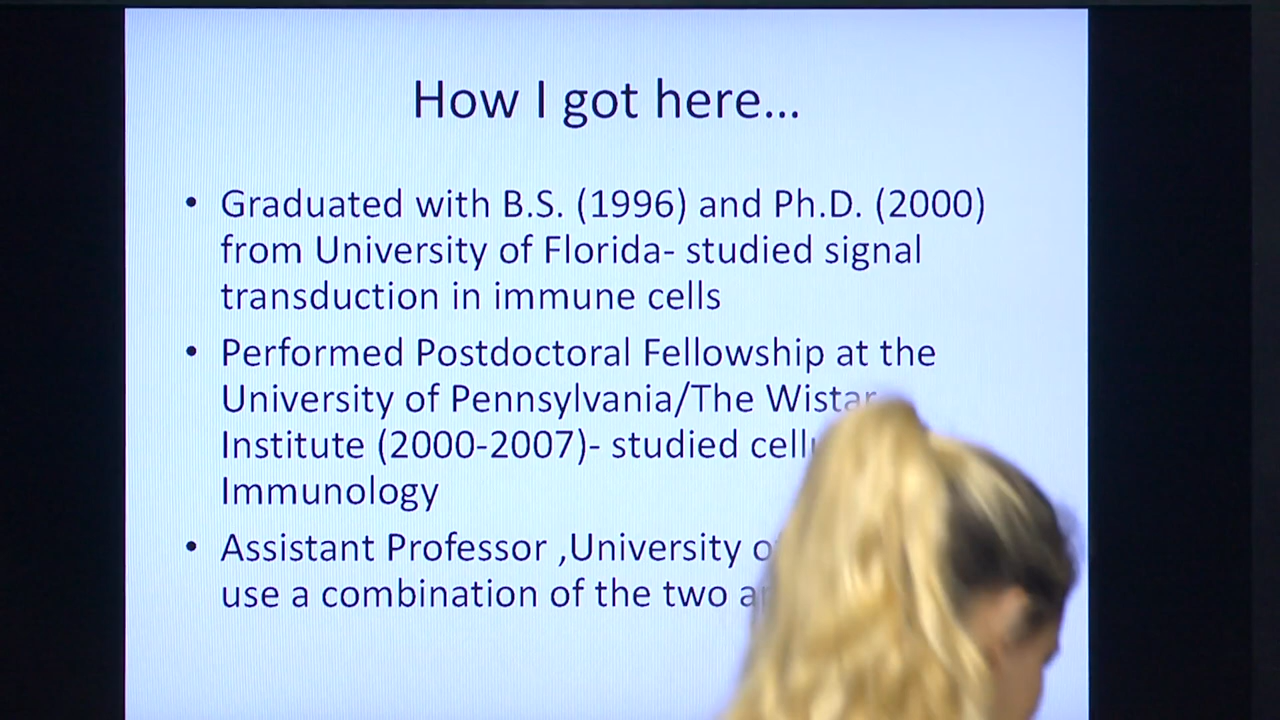 How I got here...
• Graduated with B.S. (1996) and Ph.D. (2000)
from University of Florida- studied signal
transduction in immune cells
• Performed Postdoctoral Fellowship at the
University of Pennsylvania/The Wistar
Institute (2000-2007)- studied
Immunology
• Assistant Professor ,University
use a combination of the two